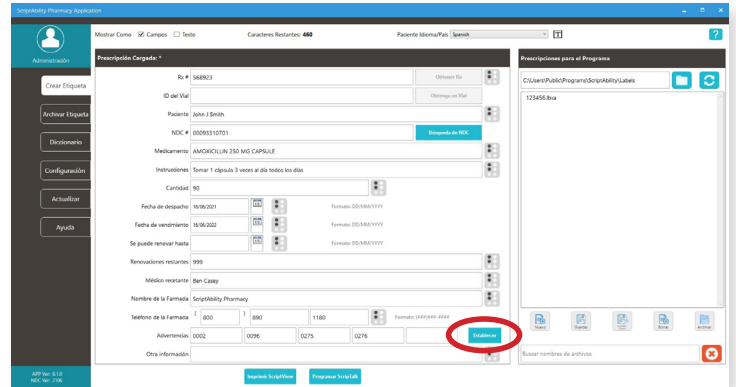 ScriptAbility Pharmacy Application
Mostrar Como Campos Texto Caracteres Restantes: 460 Paciente Idioma/País Spanish
Administración
Crear Etiqueta
Archivar Etiqueta
Diccionario
Configuración
Actualizar
Ayuda
APP Ver: 6.1.0
NDC Ver: 2106
Prescripción Cargada: *
Rx # 568923 Obtener Rx
ID del Vial Obtenga un Vial
Paciente John J Smith
NDC # 00093310701 Búsqueda de NDC
Medicamento AMOXICILLIN 250 MG CAPSULE
Instrucciones Tomar 1 cápsula 3 veces al día todos los días
Cantidad 90
Fecha de despacho 16/06/2021 Formato: DD/MM/YYYY
Fecha de vencimiento 16/06/2022 Formato: DD/MM/YYYY
Se puede renovar hasta Formato: DD/MM/YYYY
Renovaciones restantes 999
Médico recetante Ben Casey
Nombre de la Farmacia ScriptAbility Pharmacy
Teléfono de la Farmacia ( 800 ) 890 1180 Formato: (###)###-####
Advertencias 0002 0096 0275 0276 Establecer
Otra información
Imprimir ScriptView Programar ScripTalk
Prescripciones para el Programa
C:\Users\Public\Programs\ScriptAbility\Labels
123456.lbxa
Nuevo Guardar Borrar Archivar
Buscar nombres de archivos